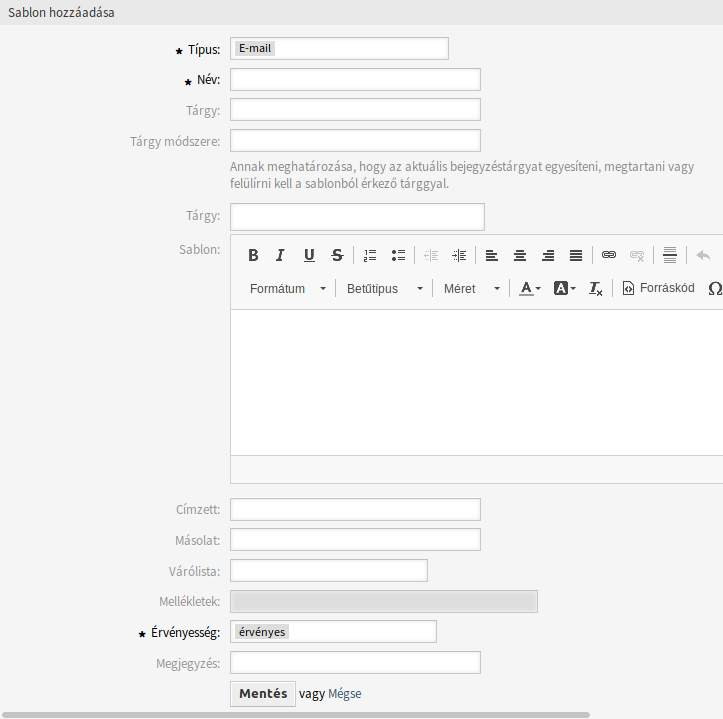 Sablon hozzáadása
★ Típus: E-mail
★ Név:
Tárgy:
Tárgy módszere:
Annak meghatározása, hogy az aktuális bejegyzéstárgyat egyesíteni, megtartani vagy
felülírni kell a sablonból érkező tárggyal.
Tárgy:
Sablon:
B I U S
Formátum Betűtípus Méret A A Tx Forráskód Ω
Címzett:
Másolat:
Várólista:
Mellékletek:
★ Érvényesség: érvényes
Megjegyzés:
Mentés vagy Mégse